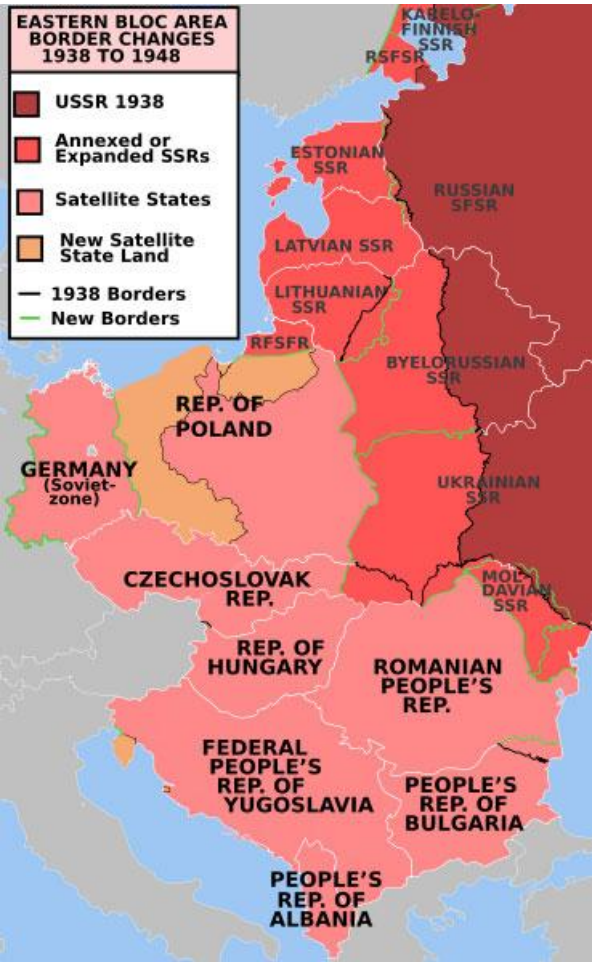 EASTERN BLOC AREA
BORDER CHANGES
1938 TO 1948
USSR 1938
Annexed or
Expanded SSRs
Satellite States
New Satellite
State Land
1938 Borders
New Borders
KARELO-
FINNISH
SSR
RSFSR
ESTONIAN
SSR
RUSSIAN
SFSR
LATVIAN SSR
LITHUANIAN
SSR
RFSFR
BYELORUSSIAN
SSR
REP. OF
POLAND
GERMANY
(Soviet-
zone)
UKRAINIAN
SSR
CZECHOSLOVAK
REP.
MOL-
DAVIAN
SSR
REP. OF
HUNGARY
ROMANIAN
PEOPLE'S
REP.
FEDERAL
PEOPLE'S
REP. OF
YUGOSLAVIA
PEOPLE'S
REP. OF
BULGARIA
PEOPLE'S
REP. OF
ALBANIA